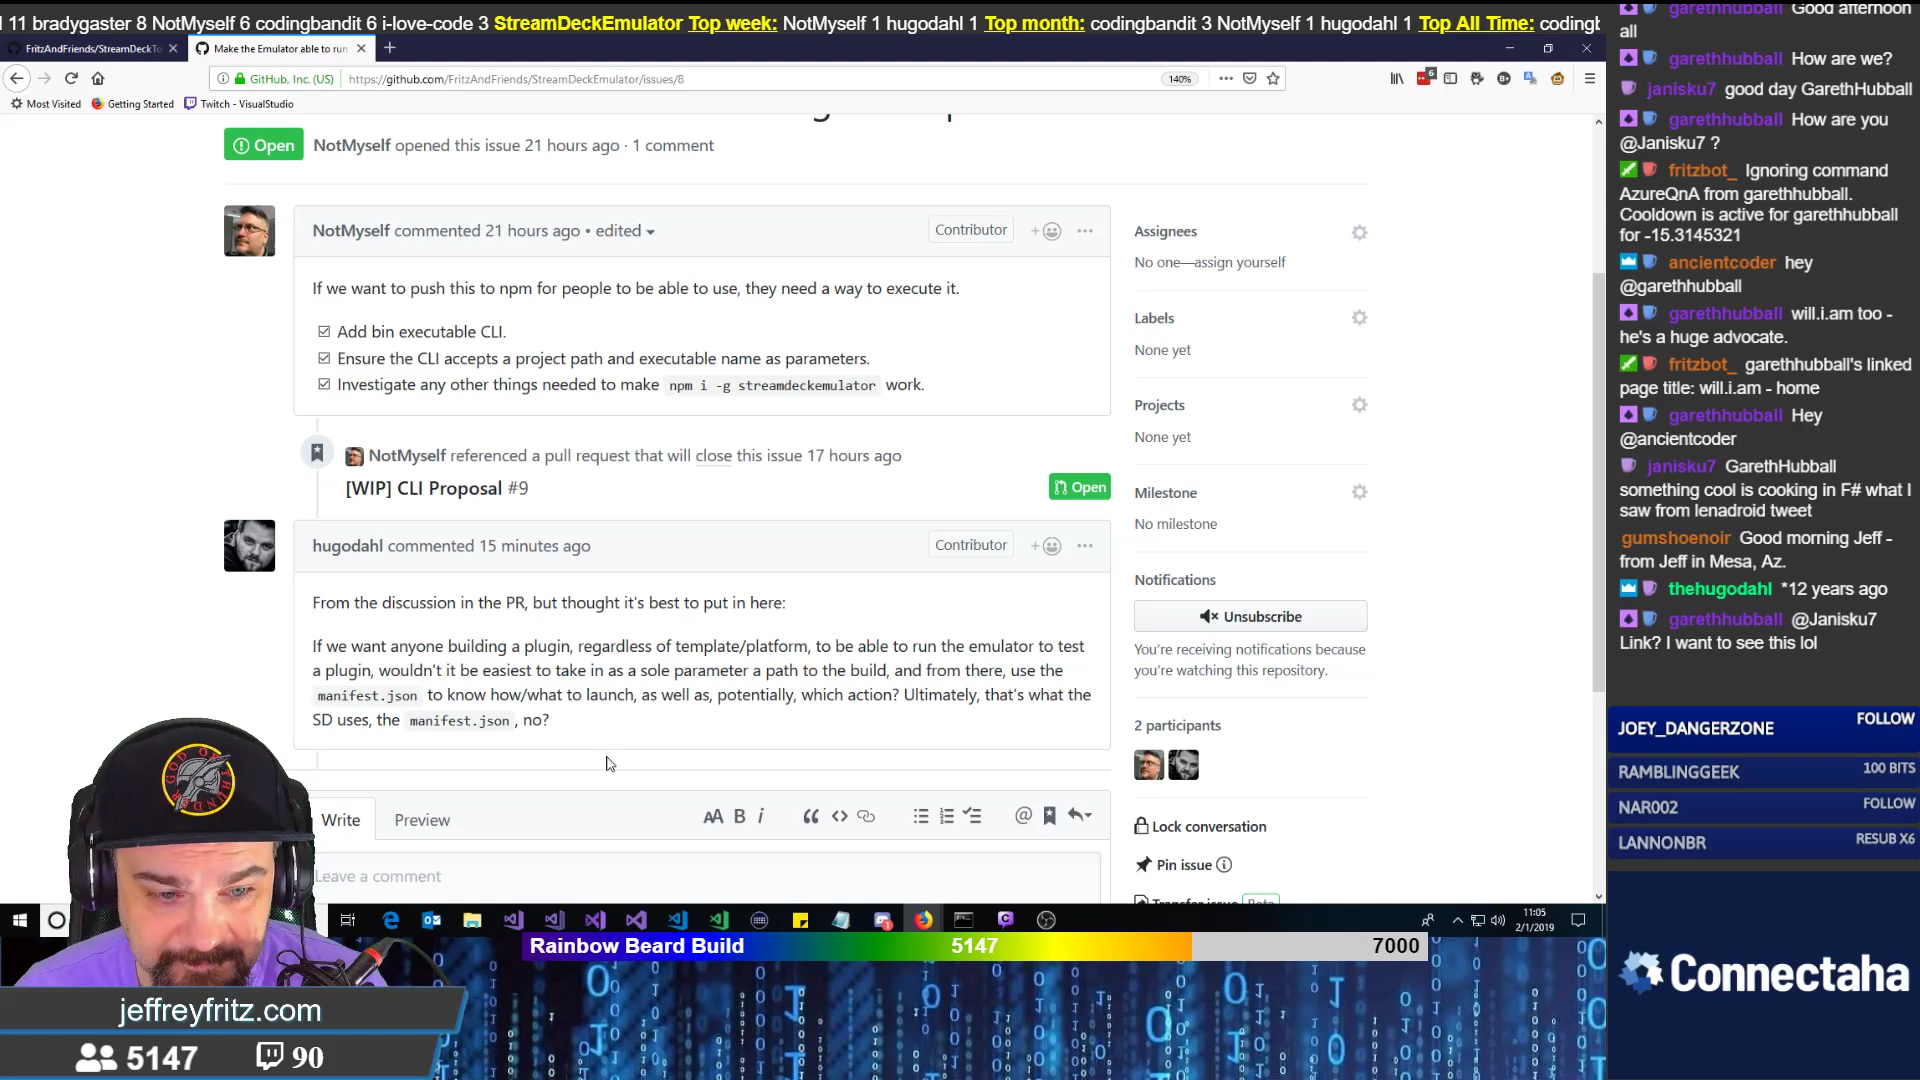 l 11 bradygaster 8 NotMyself 6 codingbandit 6 i-love-code 3 StreamDeckEmulator Top week: NotMyself 1 hugodahl 1 Top month: codingbandit 3 NotMyself 1 hugodahl 1 Top All Time: coding
FritzAndFriends/StreamDeckTo
Make the Emulator able to run
GitHub, Inc. (US)
https://github.com/FritzAndFriends/StreamDeckEmulator/issues/8
140%
6
Most Visited
Getting Started
Twitch - VisualStudio
Open
NotMyself opened this issue 21 hours ago · 1 comment
NotMyself commented 21 hours ago • edited
Contributor
If we want to push this to npm for people to be able to use, they need a way to execute it.
Add bin executable CLI.
Ensure the CLI accepts a project path and executable name as parameters.
Investigate any other things needed to make npm i -g streamdeckemulator work.
NotMyself referenced a pull request that will close this issue 17 hours ago
[WIP] CLI Proposal #9
Open
hugodahl commented 15 minutes ago
Contributor
From the discussion in the PR, but thought it's best to put in here:
If we want anyone building a plugin, regardless of template/platform, to be able to run the emulator to test
a plugin, wouldn't it be easiest to take in as a sole parameter a path to the build, and from there, use the
manifest.json to know how/what to launch, as well as, potentially, which action? Ultimately, that's what the
SD uses, the manifest.json, no?
Write
Preview
Leave a comment
Assignees
No one—assign yourself
Labels
None yet
Projects
None yet
Milestone
No milestone
Notifications
Unsubscribe
You're receiving notifications because
you're watching this repository.
2 participants
Lock conversation
Pin issue
Transfer issue Beta
11:05
2/1/2019
garethhubball Good afternoon
all
garethhubball How are we?
janisku7 good day GarethHubball
garethhubball How are you
@Janisku7 ?
fritzbot_ Ignoring command
AzureQnA from garethhubball.
Cooldown is active for garethhubball
for -15.3145321
ancientcoder hey
@garethhubball
garethhubball will.i.am too -
he's a huge advocate.
fritzbot_ garethhubball's linked
page title: will.i.am - home
garethhubball Hey
@ancientcoder
janisku7 GarethHubball
something cool is cooking in F# what I
saw from lenadroid tweet
gumshoenoir Good morning Jeff -
from Jeff in Mesa, Az.
thehugodahl *12 years ago
garethhubball @Janisku7
Link? I want to see this lol
JOEY_DANGERZONE FOLLOW
RAMBLINGGEEK 100 BITS
NAR002 FOLLOW
LANNONBR RESUB X6
Connectaha
Rainbow Beard Build 5147 7000
GOD OF THUNDER
jeffreyfritz.com
5147 90